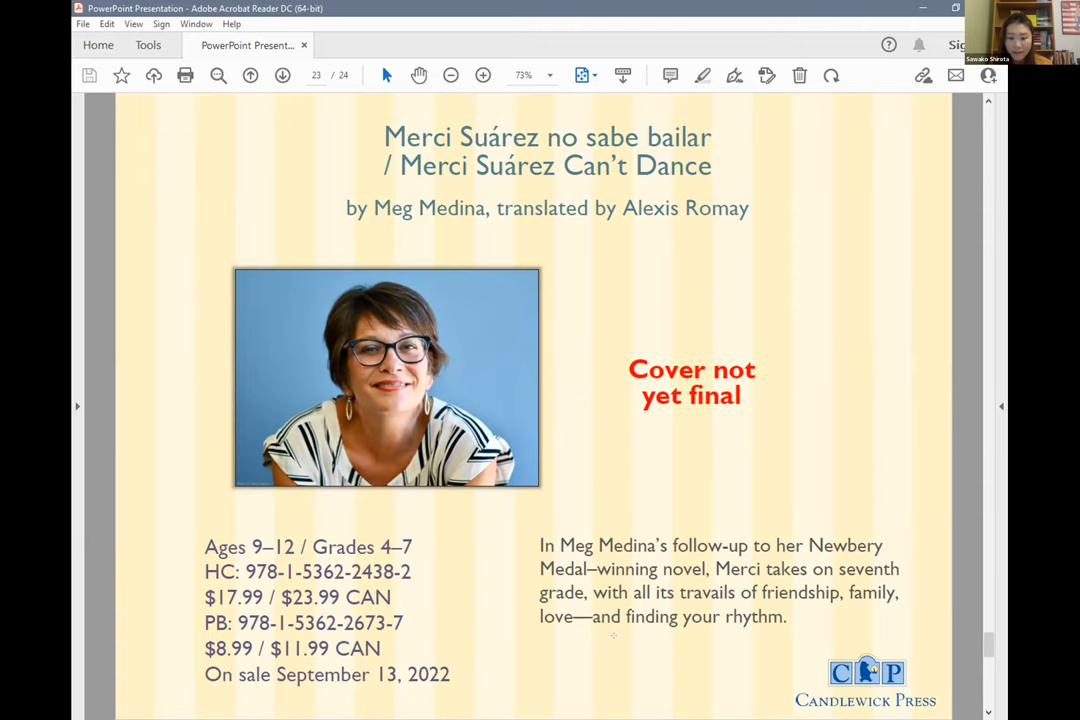 PowerPoint Presentation - Adobe Acrobat Reader DC (64-bit)
File Edit View Sign Window Help
Home Tools PowerPoint Present... ×
23 / 24
73%
Sawako Shirota
Merci Suárez no sabe bailar
/ Merci Suárez Can't Dance
by Meg Medina, translated by Alexis Romay
Cover not
yet final
Ages 9–12 / Grades 4–7
HC: 978-1-5362-2438-2
$17.99 / $23.99 CAN
PB: 978-1-5362-2673-7
$8.99 / $11.99 CAN
On sale September 13, 2022
In Meg Medina's follow-up to her Newbery
Medal–winning novel, Merci takes on seventh
grade, with all its travails of friendship, family,
love—and finding your rhythm.
C P
CANDLEWICK PRESS